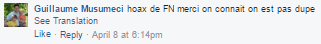 Guillaume Musumeci hoax de FN merci on connait on est pas dupe
See Translation
Like · Reply · April 8 at 6:14pm